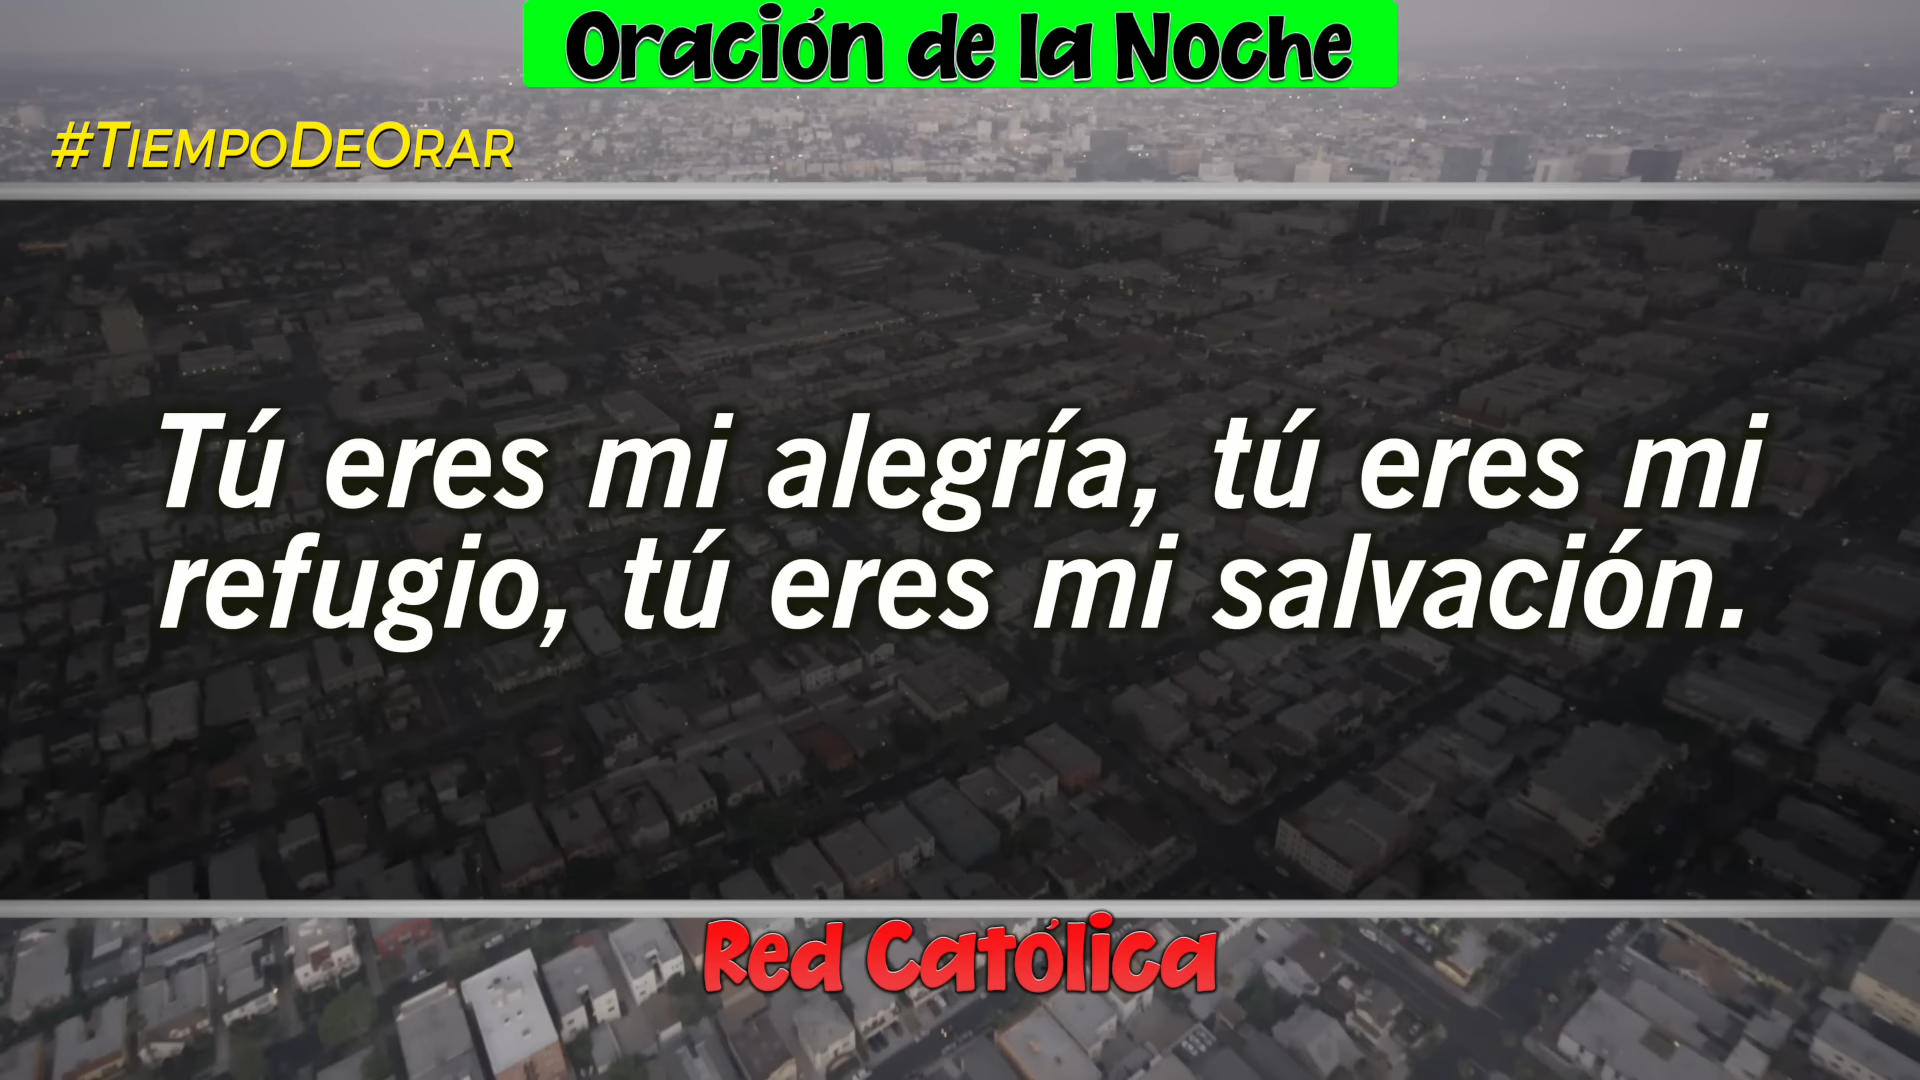 Oración de la Noche
#TiempoDeOrar
Tú eres mi alegría, tú eres mi
refugio, tú eres mi salvación.
Red Católica